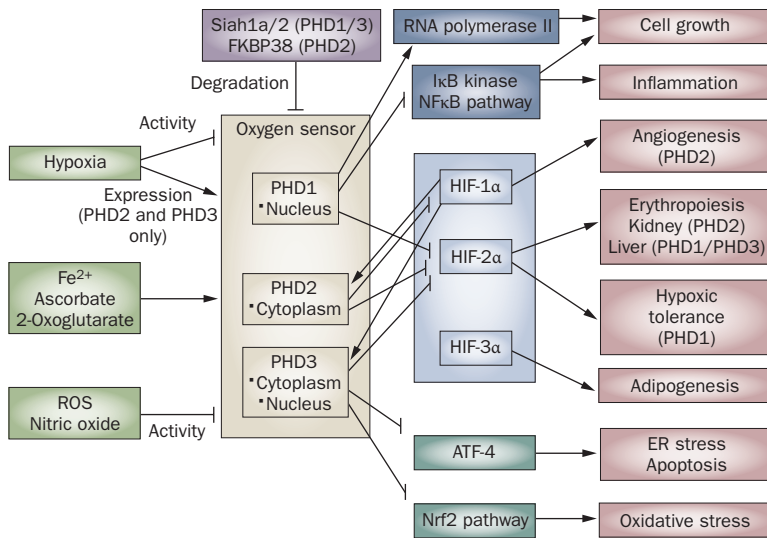 Siah1a/2 (PHD1/3)
FKBP38 (PHD2)
Degradation
Oxygen sensor
Activity
Hypoxia
Expression
(PHD2 and PHD3
only)
Fe²⁺
Ascorbate
2-Oxoglutarate
ROS
Nitric oxide
Activity
PHD1
▪Nucleus
PHD2
▪Cytoplasm
PHD3
▪Cytoplasm
▪Nucleus
RNA polymerase II
IκB kinase
NFκB pathway
HIF-1α
HIF-2α
HIF-3α
ATF-4
Nrf2 pathway
Cell growth
Inflammation
Angiogenesis
(PHD2)
Erythropoiesis
Kidney (PHD2)
Liver (PHD1/PHD3)
Hypoxic
tolerance
(PHD1)
Adipogenesis
ER stress
Apoptosis
Oxidative stress